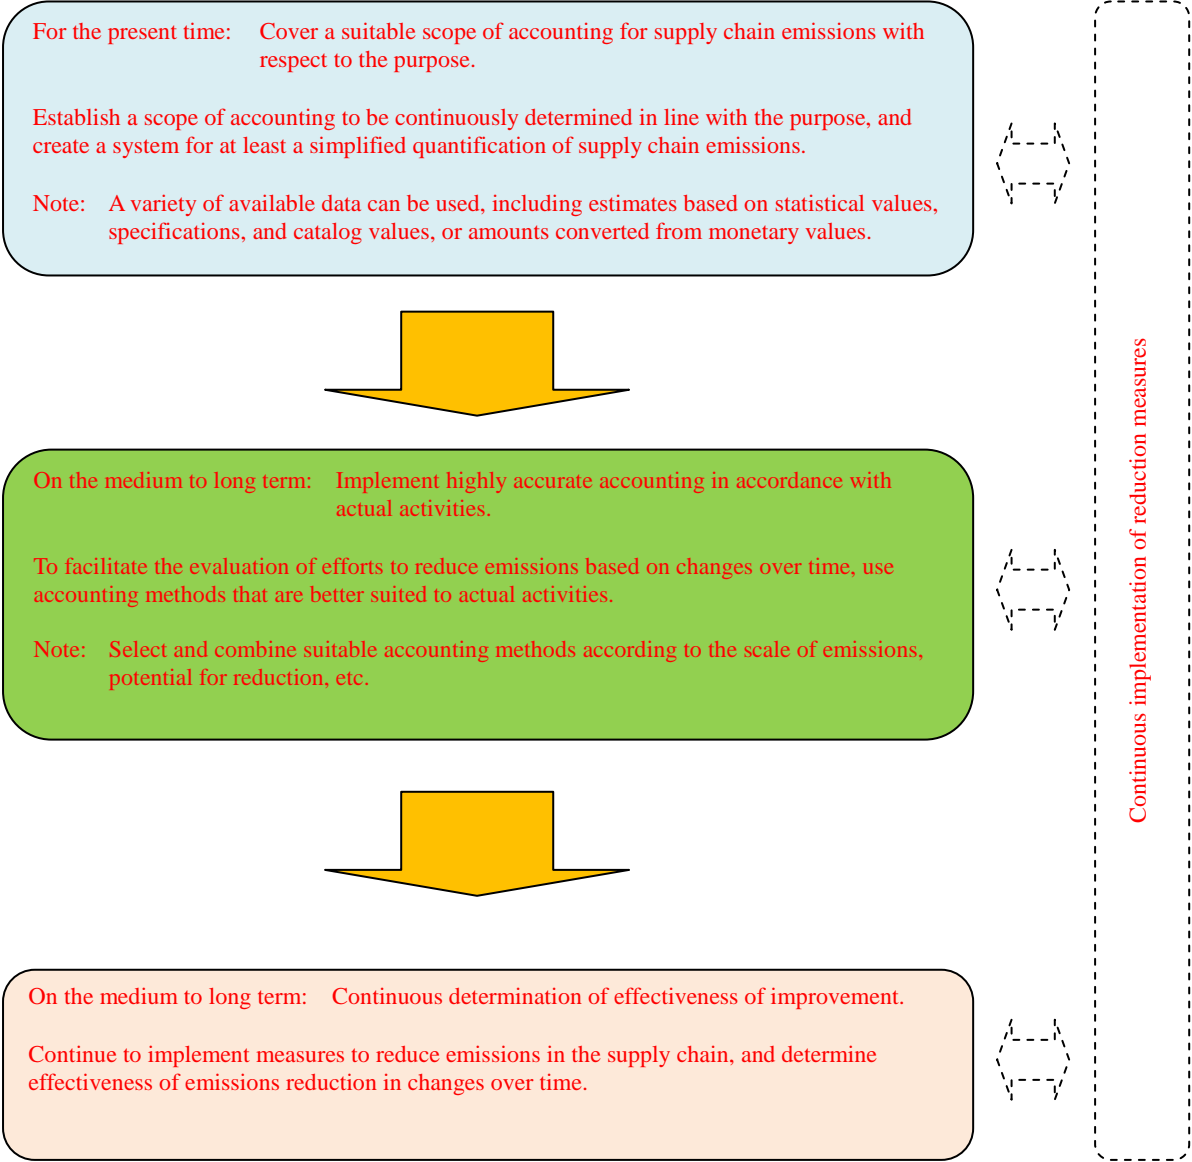 For the present time: Cover a suitable scope of accounting for supply chain emissions with
respect to the purpose.
Establish a scope of accounting to be continuously determined in line with the purpose, and
create a system for at least a simplified quantification of supply chain emissions.
Note: A variety of available data can be used, including estimates based on statistical values,
specifications, and catalog values, or amounts converted from monetary values.
On the medium to long term: Implement highly accurate accounting in accordance with
actual activities.
To facilitate the evaluation of efforts to reduce emissions based on changes over time, use
accounting methods that are better suited to actual activities.
Note: Select and combine suitable accounting methods according to the scale of emissions,
potential for reduction, etc.
On the medium to long term: Continuous determination of effectiveness of improvement.
Continue to implement measures to reduce emissions in the supply chain, and determine
effectiveness of emissions reduction in changes over time.
Continuous implementation of reduction measures